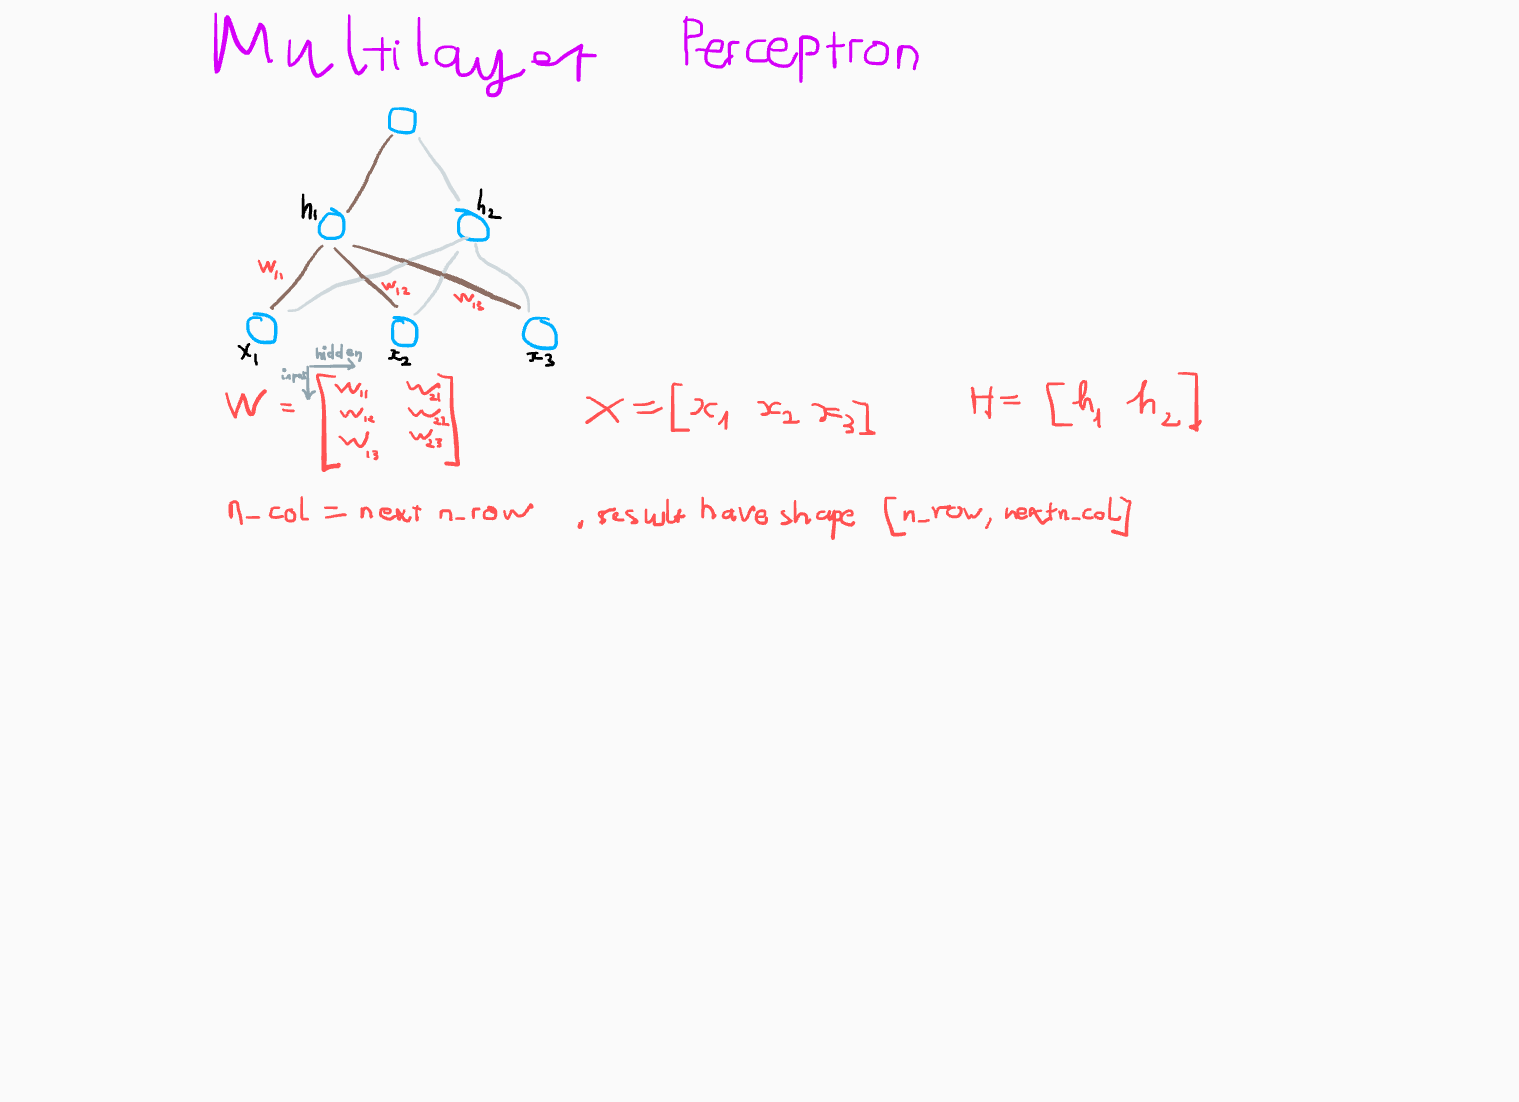 Multilayer Perceptron
h₁ h₂
w₁₁ w₁₂ w₁₃
x₁ x₂ x₃
hidden
input
W = [w₁₁ w₂₁
w₁₂ w₂₂
w₁₃ w₂₃]
X = [x₁ x₂ x₃]
H = [h₁ h₂]
n_col = next n_row , result have shape [n_row, next n_col]